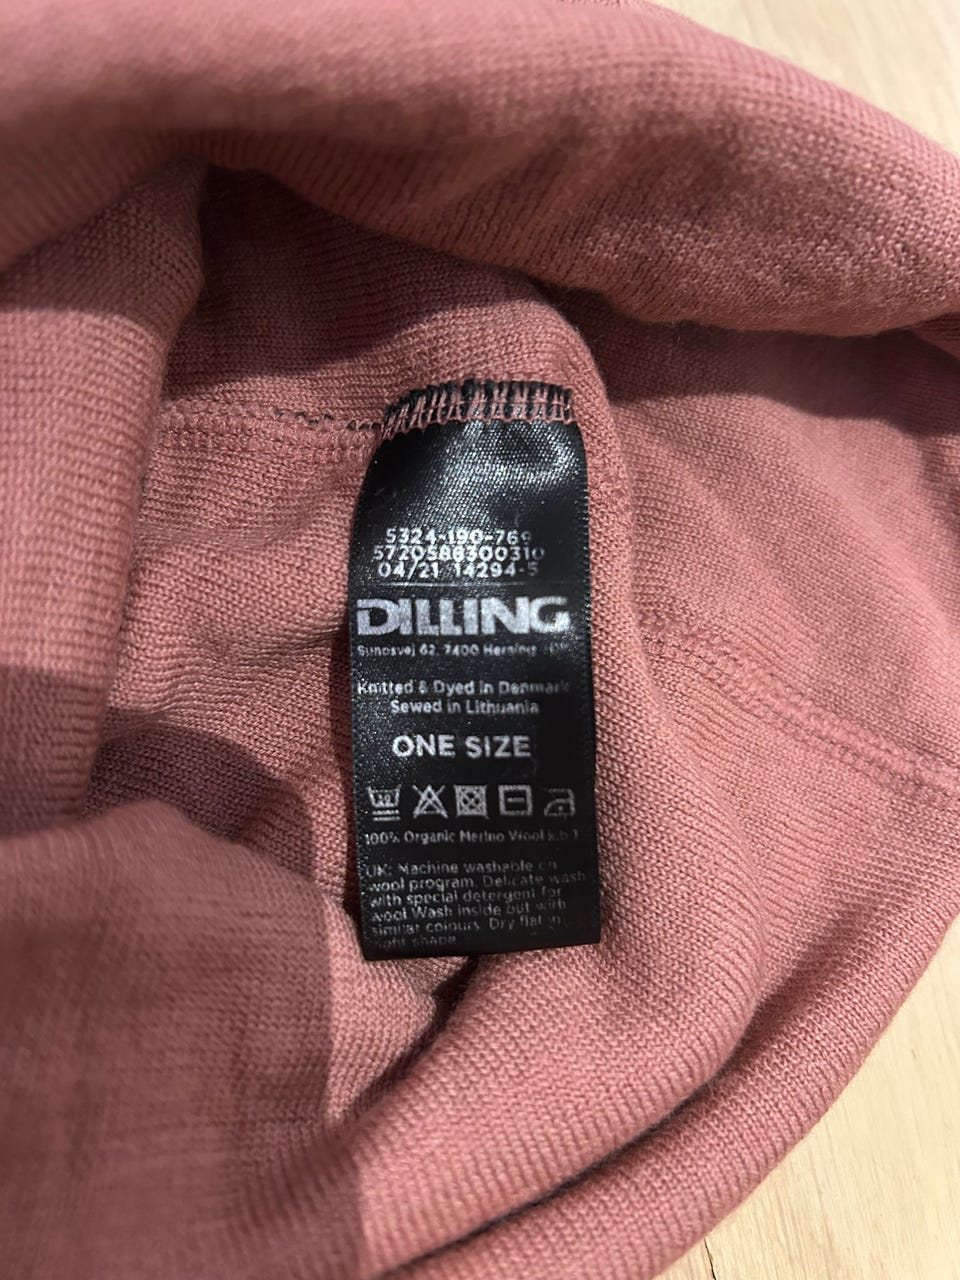 5324-190-769
5720588300310
04/21 14294-5
DILLING
62, 7400 Herning
Knitted & Dyed in Denmark
Sewed in Lithuania
ONE SIZE
100% Organic Merino Wool k.b.T
UK: Machine washable on
wool program. Delicate wash
with special detergent for
wool Wash inside out with
similar colours. Dry flat in
right shape.